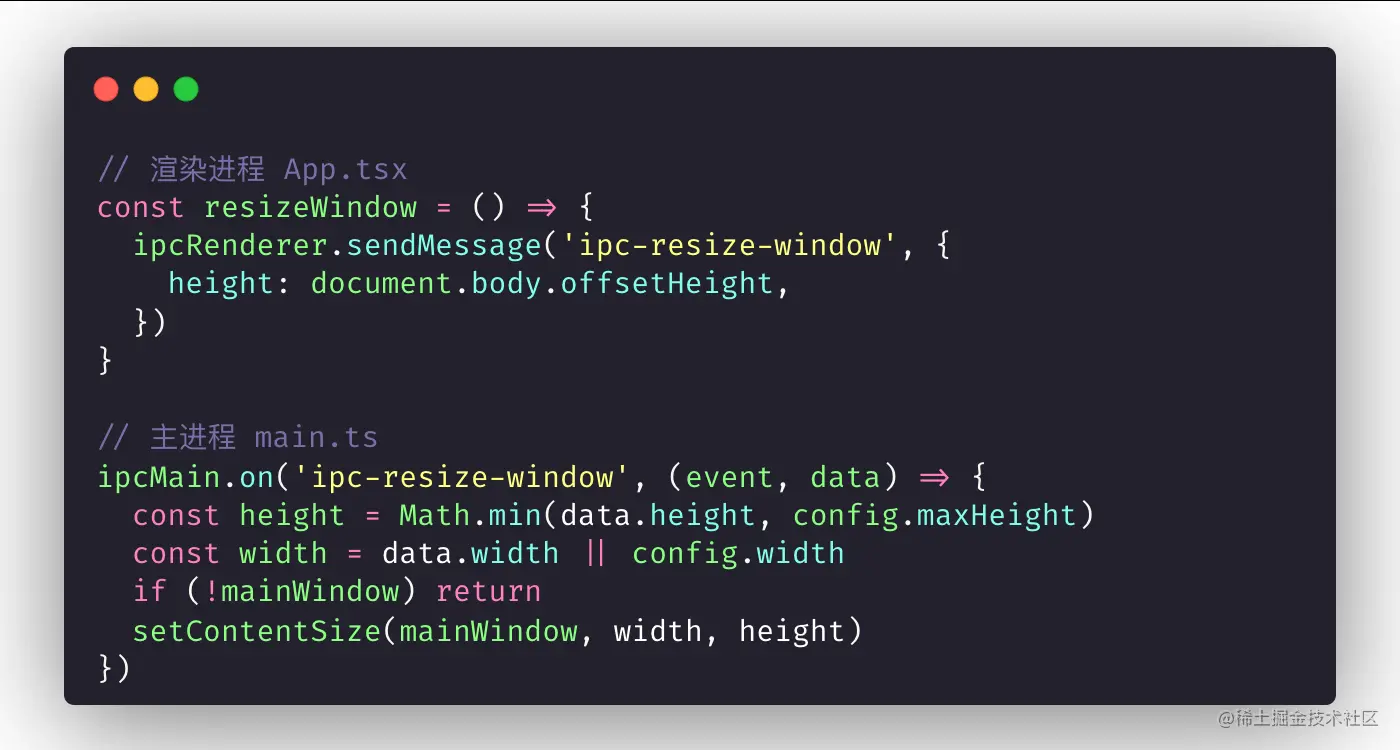 // 渲染进程 App.tsx
const resizeWindow = () => {
  ipcRenderer.sendMessage('ipc-resize-window', {
    height: document.body.offsetHeight,
  })
}

// 主进程 main.ts
ipcMain.on('ipc-resize-window', (event, data) => {
  const height = Math.min(data.height, config.maxHeight)
  const width = data.width || config.width
  if (!mainWindow) return
  setContentSize(mainWindow, width, height)
})
@稀土掘金技术社区